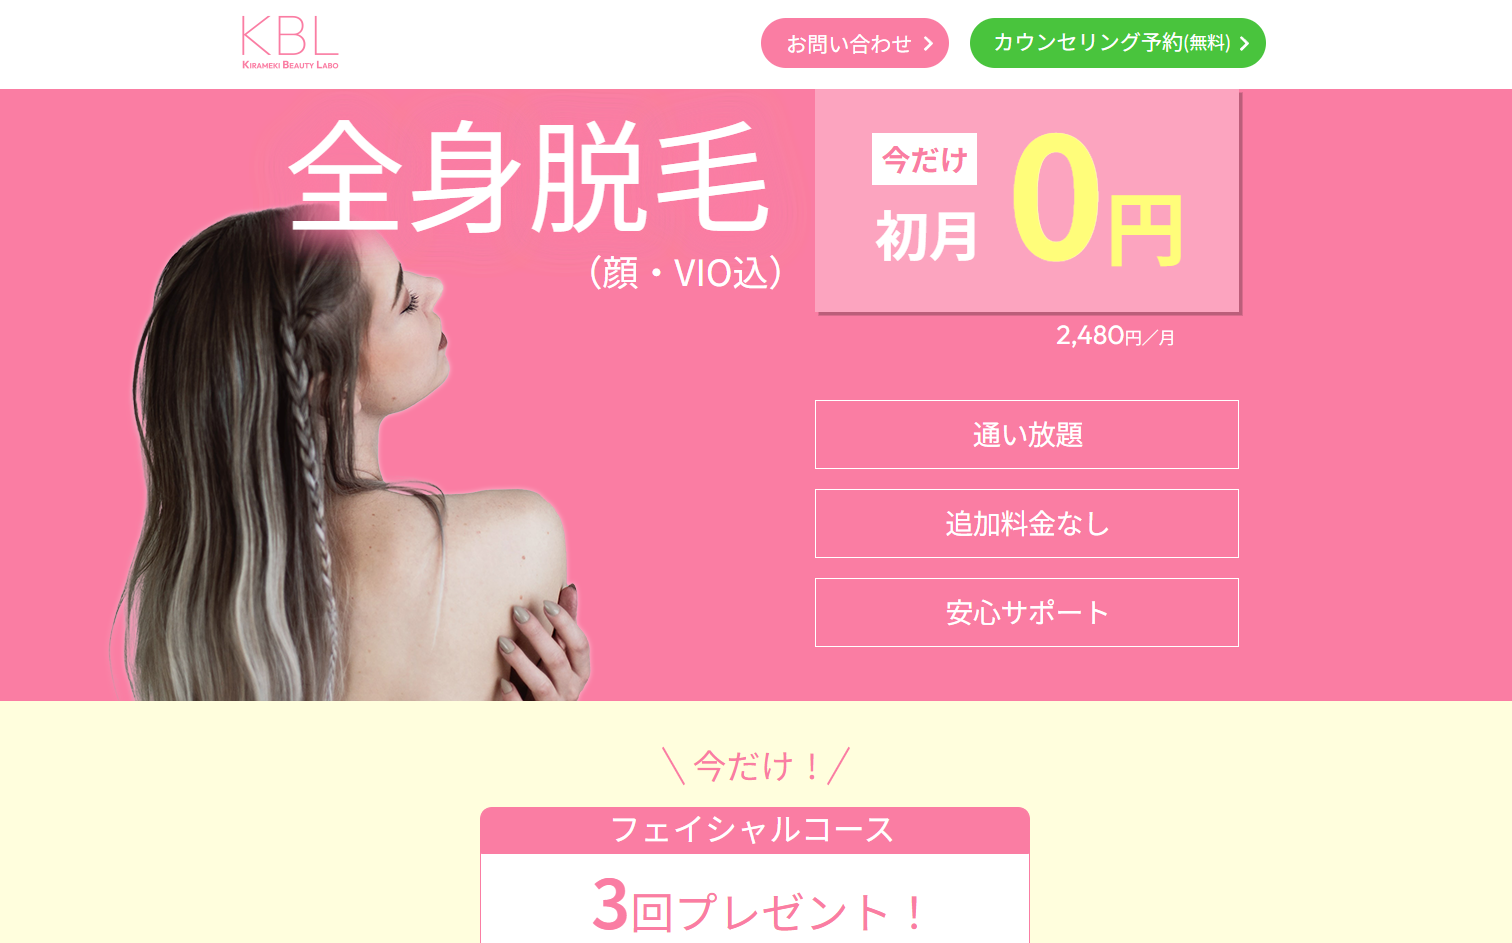 KBL
KIRAMEKI BEAUTY LABO
お問い合わせ
カウンセリング予約(無料)
全身脱毛
（顔・VIO込）
今だけ
初月
0円
2,480円／月
通い放題
追加料金なし
安心サポート
＼今だけ！／
フェイシャルコース
3回プレゼント！